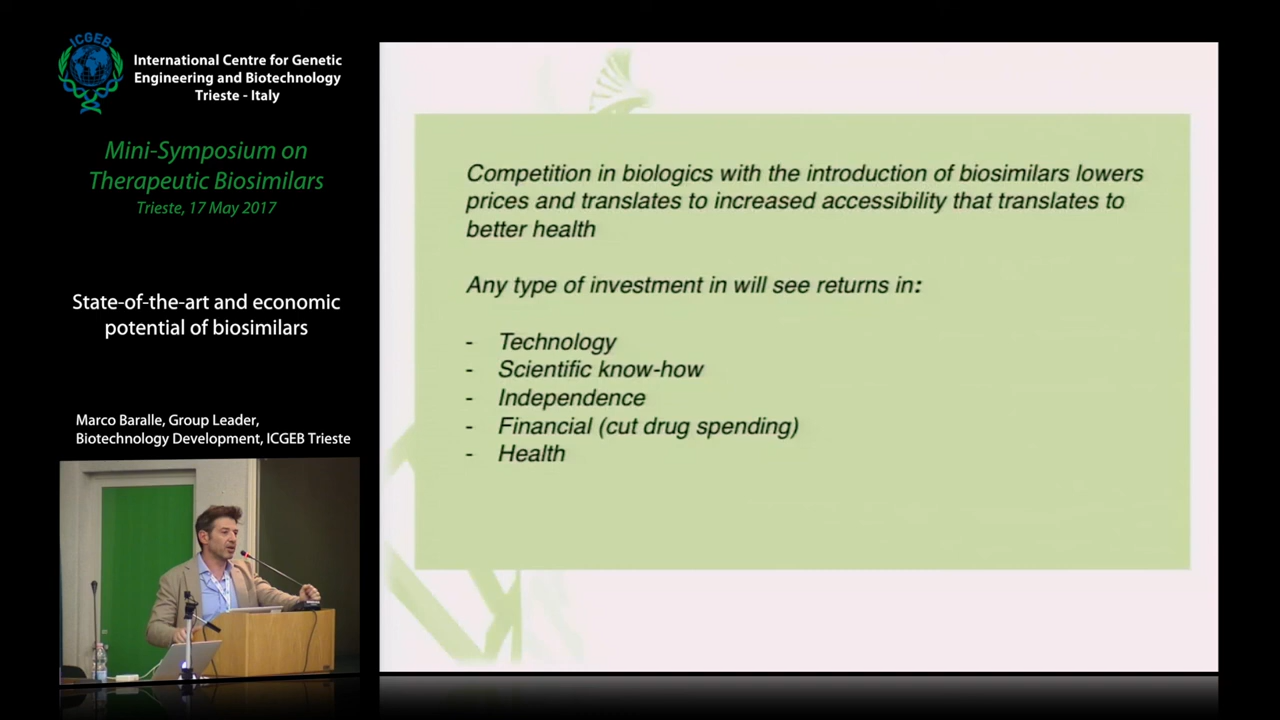 ICGEB
International Centre for Genetic
Engineering and Biotechnology
Trieste - Italy
Mini-Symposium on
Therapeutic Biosimilars
Trieste, 17 May 2017
State-of-the-art and economic
potential of biosimilars
Marco Baralle, Group Leader,
Biotechnology Development, ICGEB Trieste
Competition in biologics with the introduction of biosimilars lowers
prices and translates to increased accessibility that translates to
better health
Any type of investment in will see returns in:
- Technology
- Scientific know-how
- Independence
- Financial (cut drug spending)
- Health